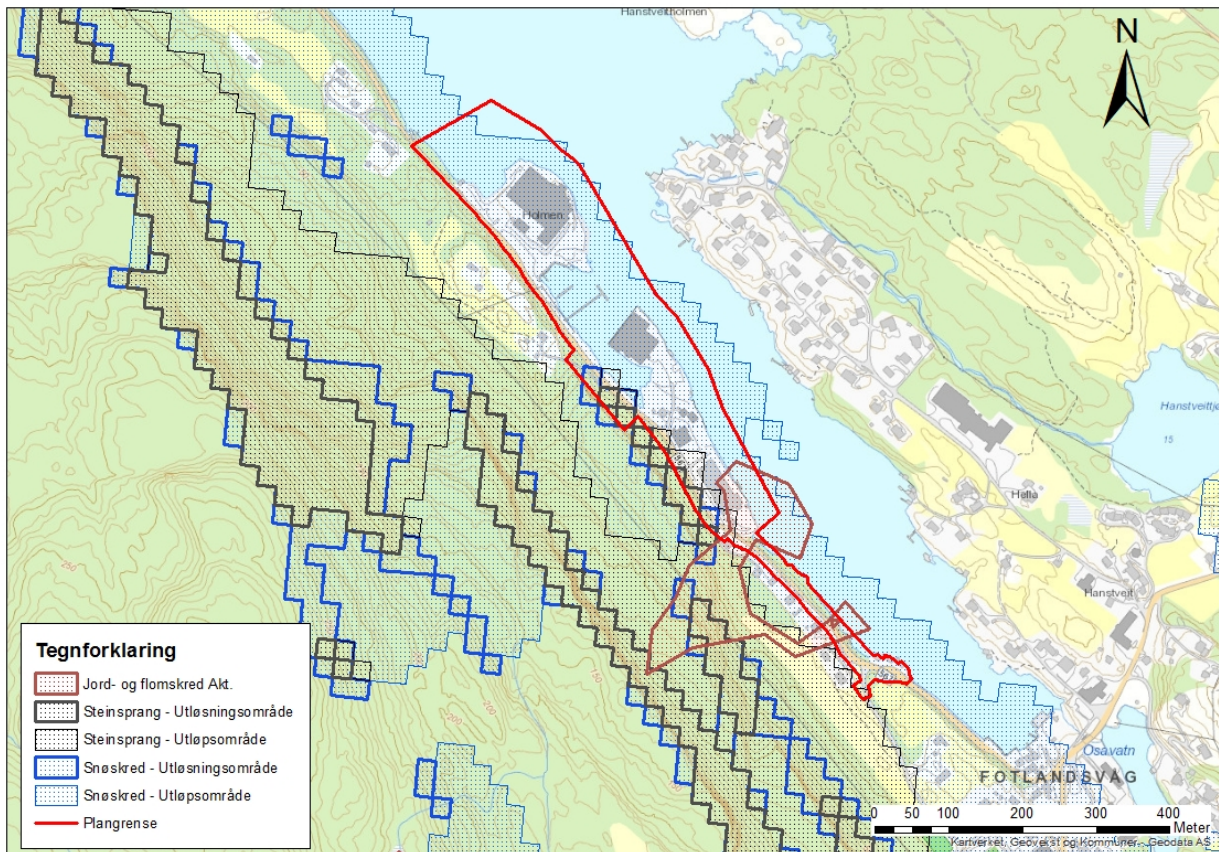 Hanstveitholmen
N
Holmen
Hanstveittje
15
Hella
Hanstveit
250
200
150
Osavatn
FOTLANDSVÅG
Tegnforklaring
Jord- og flomskred Akt.
Steinsprang - Utløsningsområde
Steinsprang - Utløpsområde
Snøskred - Utløsningsområde
Snøskred - Utløpsområde
Plangrense
0 50 100 200 300 400
Meter
Kartverket, Geovekst og Kommuner - Geodata AS